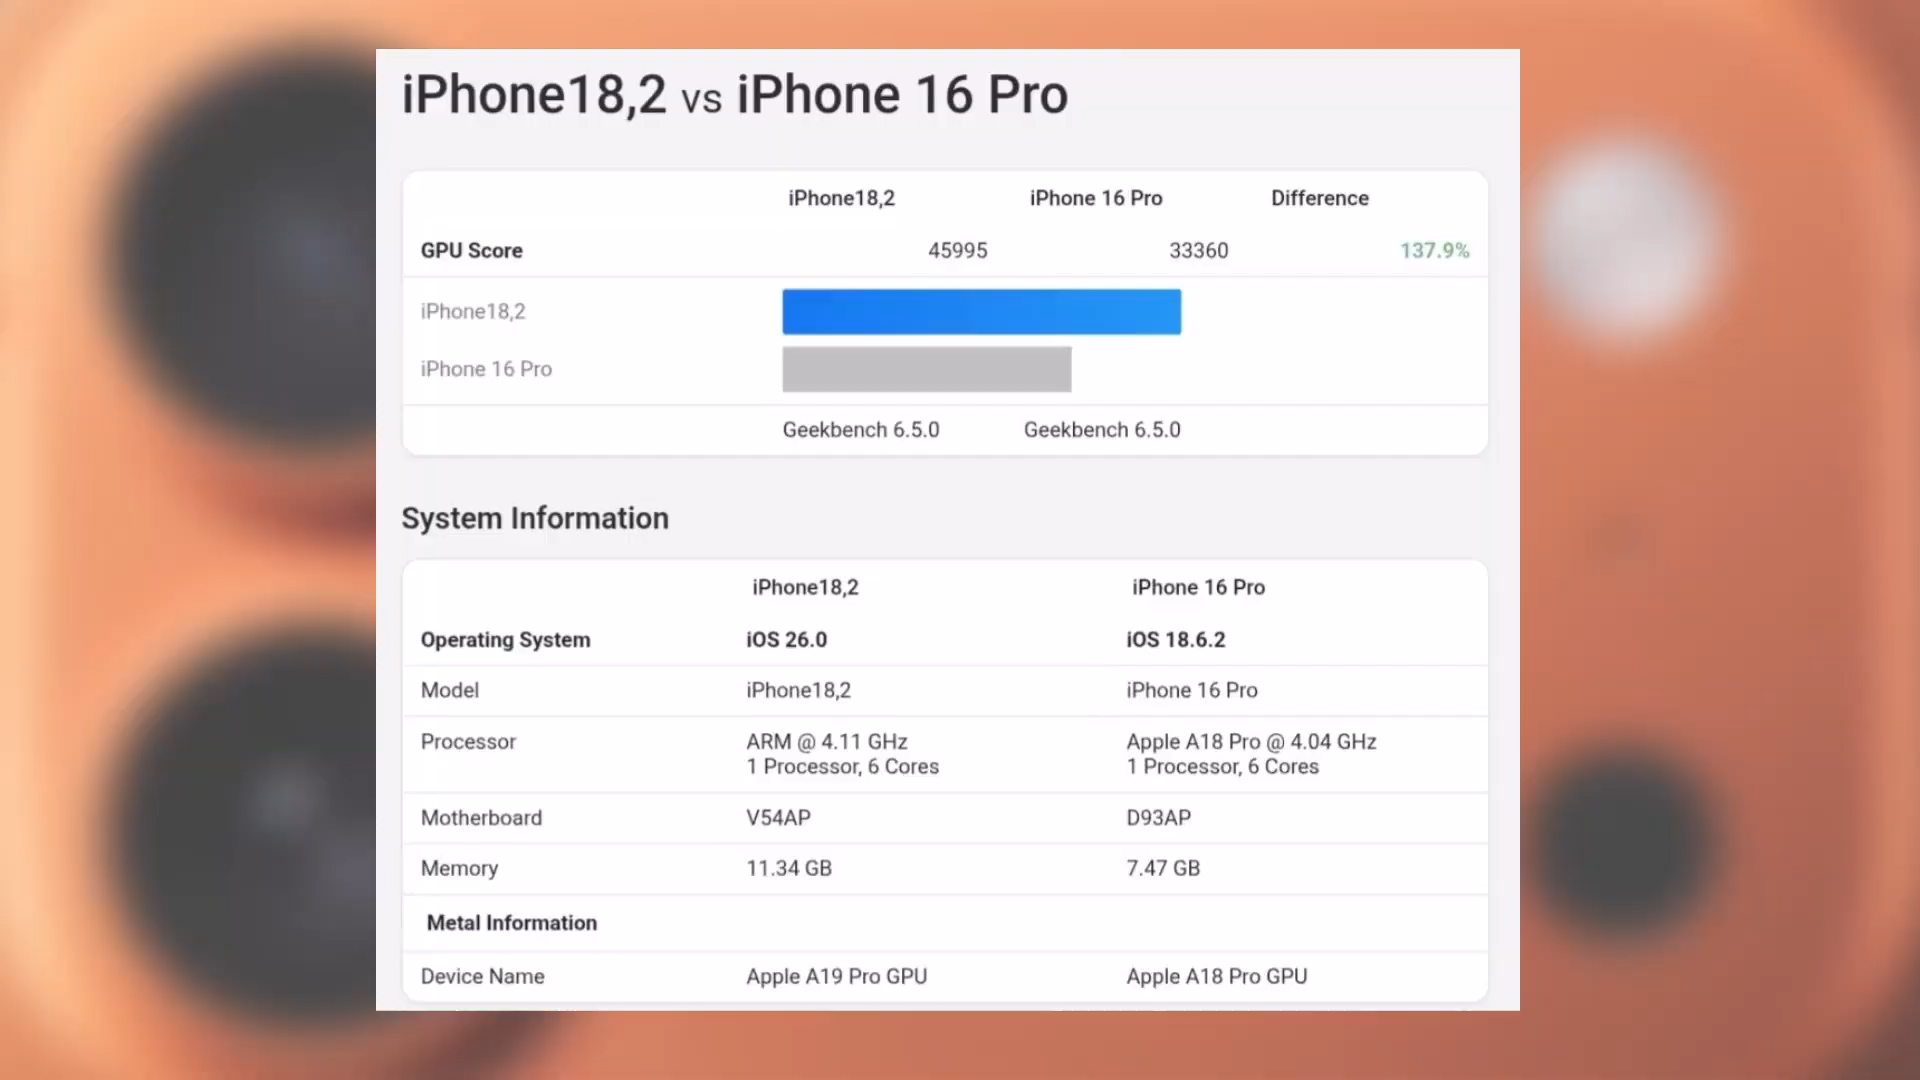 iPhone18,2 vs iPhone 16 Pro
iPhone18,2 iPhone 16 Pro Difference
GPU Score 45995 33360 137.9%
iPhone18,2
iPhone 16 Pro
Geekbench 6.5.0 Geekbench 6.5.0
System Information
iPhone18,2 iPhone 16 Pro
Operating System iOS 26.0 iOS 18.6.2
Model iPhone18,2 iPhone 16 Pro
Processor ARM @ 4.11 GHz Apple A18 Pro @ 4.04 GHz
1 Processor, 6 Cores 1 Processor, 6 Cores
Motherboard V54AP D93AP
Memory 11.34 GB 7.47 GB
Metal Information
Device Name Apple A19 Pro GPU Apple A18 Pro GPU